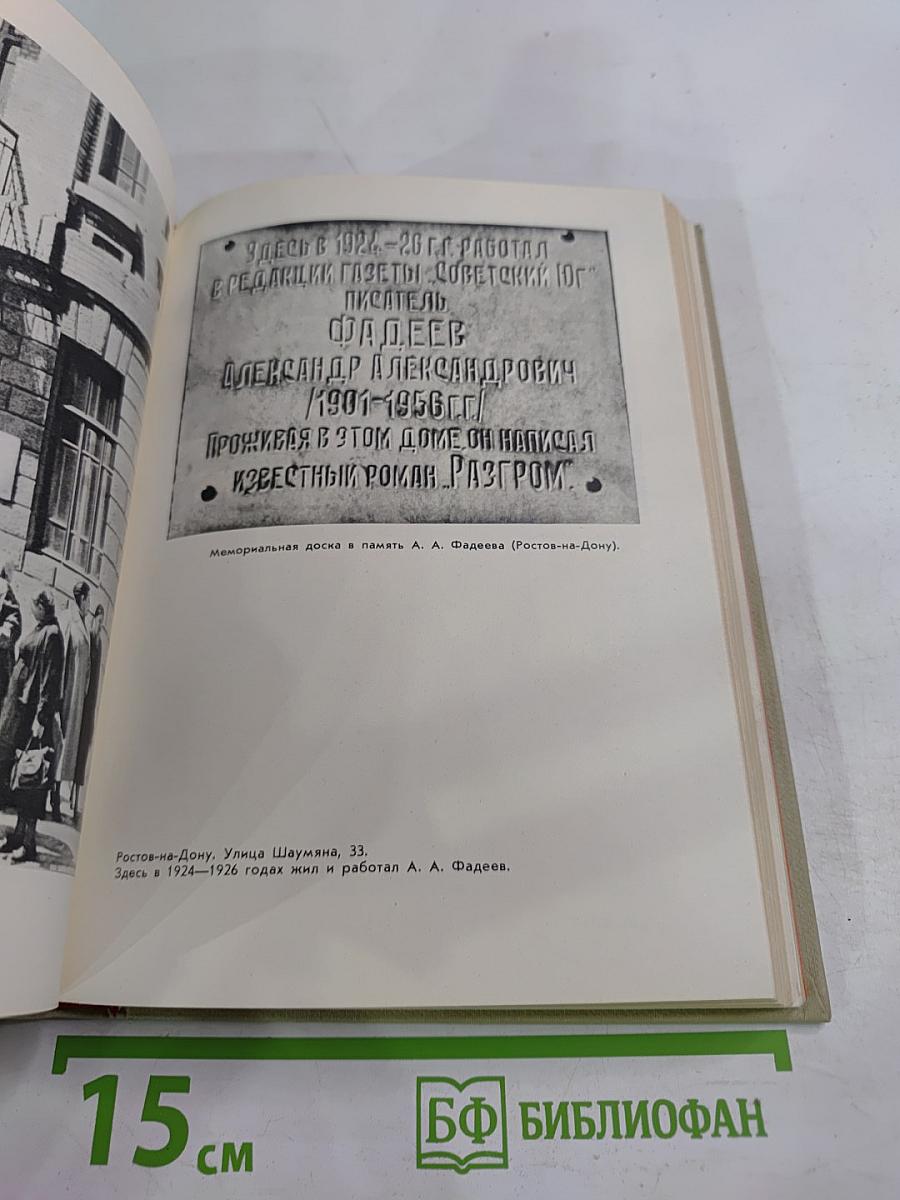 Здесь в 1924-26 г.г. работал
в редакции газеты „Советский Юг"
писатель
ФАДЕЕВ
Александр Александрович
/1901-1956 г.г./
Проживая в этом доме, он написал
известный роман „Разгром".
Мемориальная доска в память А. А. Фадеева (Ростов-на-Дону).
Ростов-на-Дону. Улица Шаумяна, 33.
Здесь в 1924—1926 годах жил и работал А. А. Фадеев.
15 см
БФ БИБЛИОФАН